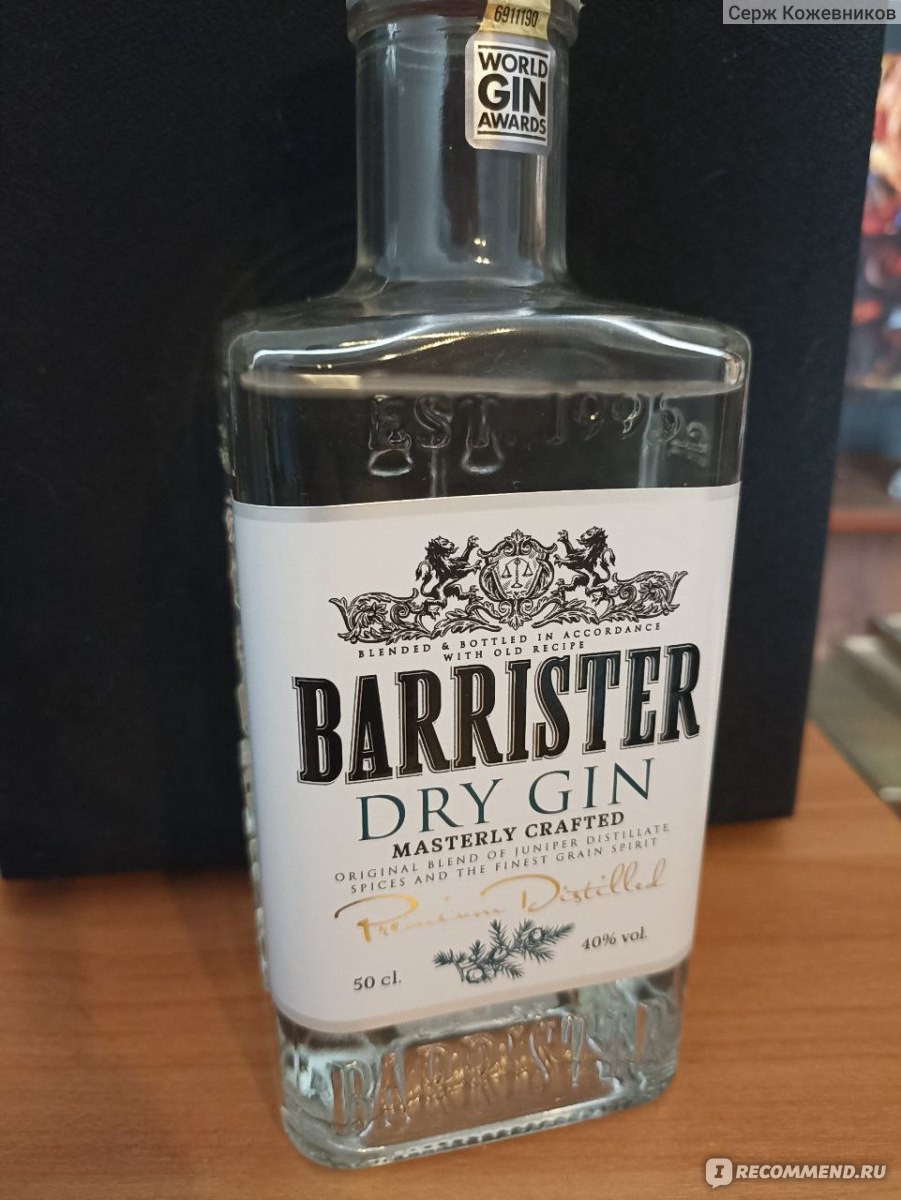 Серж Кожевников
6911190
WORLD
GIN
AWARDS
EST. 1995
BLENDED & BOTTLED IN ACCORDANCE
WITH OLD RECIPE
BARRISTER
DRY GIN
MASTERLY CRAFTED
ORIGINAL BLEND OF JUNIPER DISTILLATE
SPICES AND THE FINEST GRAIN SPIRIT
Premium Distilled
50 cl.
40% vol.
BARRISTER
IRECOMMEND.RU